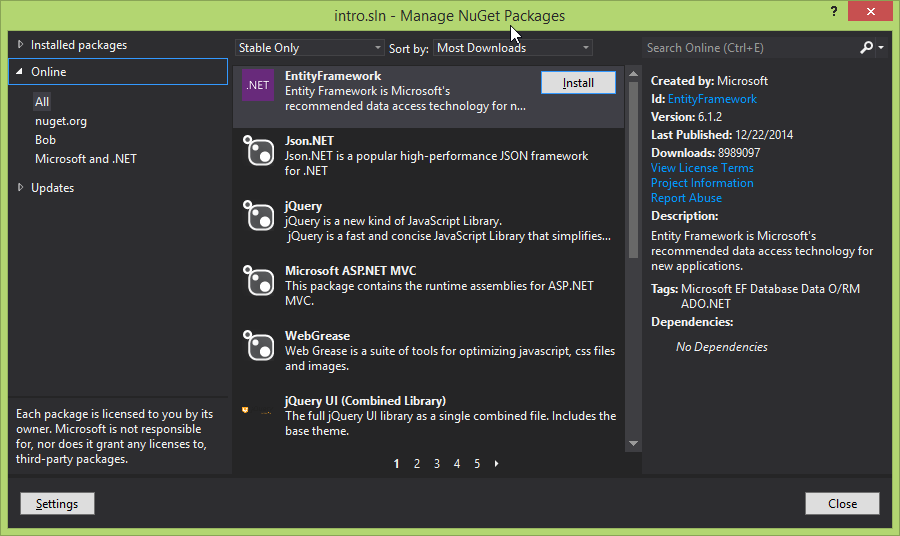 intro.sln - Manage NuGet Packages
?
Installed packages
Online
All
nuget.org
Bob
Microsoft and .NET
Updates
Each package is licensed to you by its
owner. Microsoft is not responsible
for, nor does it grant any licenses to,
third-party packages.
Settings
Stable Only
Sort by:
Most Downloads
.NET
EntityFramework
Install
Entity Framework is Microsoft's
recommended data access technology for n...
Json.NET
Json.NET is a popular high-performance JSON framework
for .NET
jQuery
jQuery is a new kind of JavaScript Library.
jQuery is a fast and concise JavaScript Library that simplifies...
Microsoft ASP.NET MVC
This package contains the runtime assemblies for ASP.NET
MVC.
WebGrease
Web Grease is a suite of tools for optimizing javascript, css files
and images.
jQuery UI (Combined Library)
The full jQuery UI library as a single combined file. Includes the
base theme.
1 2 3 4 5
Search Online (Ctrl+E)
Created by: Microsoft
Id: EntityFramework
Version: 6.1.2
Last Published: 12/22/2014
Downloads: 8989097
View License Terms
Project Information
Report Abuse
Description:
Entity Framework is Microsoft's
recommended data access technology for
new applications.
Tags: Microsoft EF Database Data O/RM
ADO.NET
Dependencies:
No Dependencies
Close